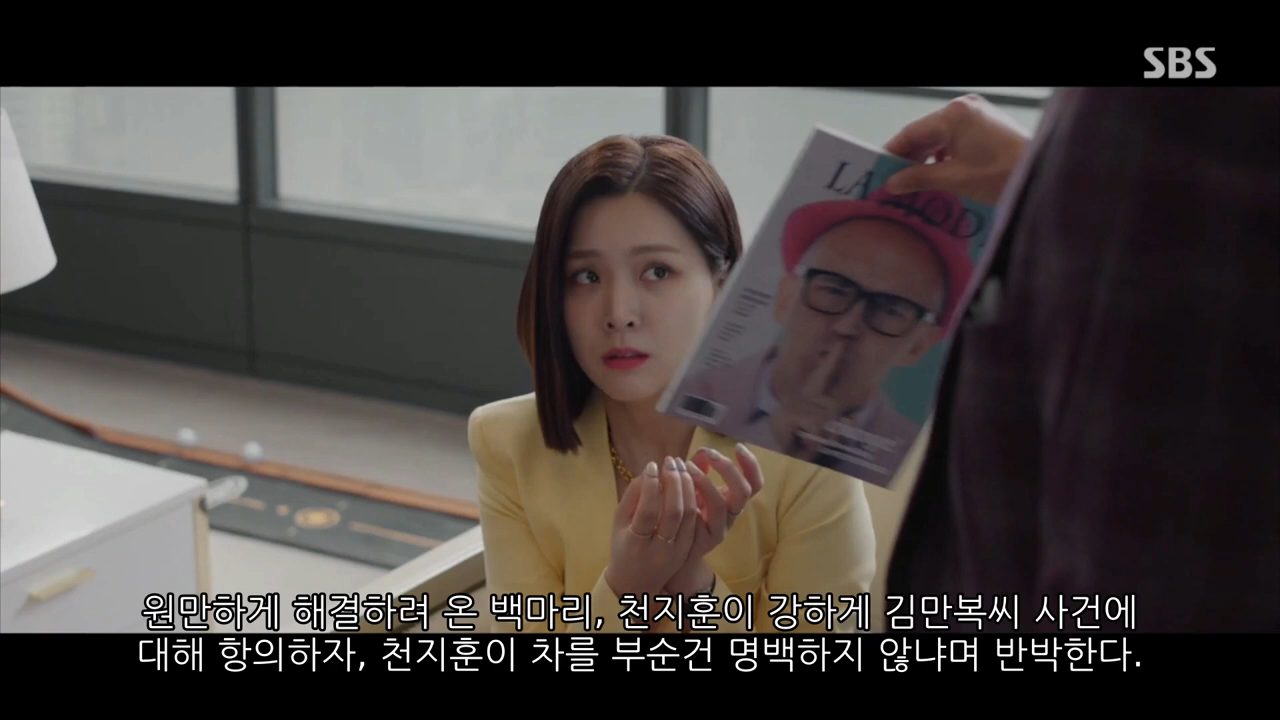 SBS
LA MODE
원만하게 해결하려 온 백마리, 천지훈이 강하게 김만복씨 사건에
대해 항의하자, 천지훈이 차를 부순건 명백하지 않냐며 반박한다.